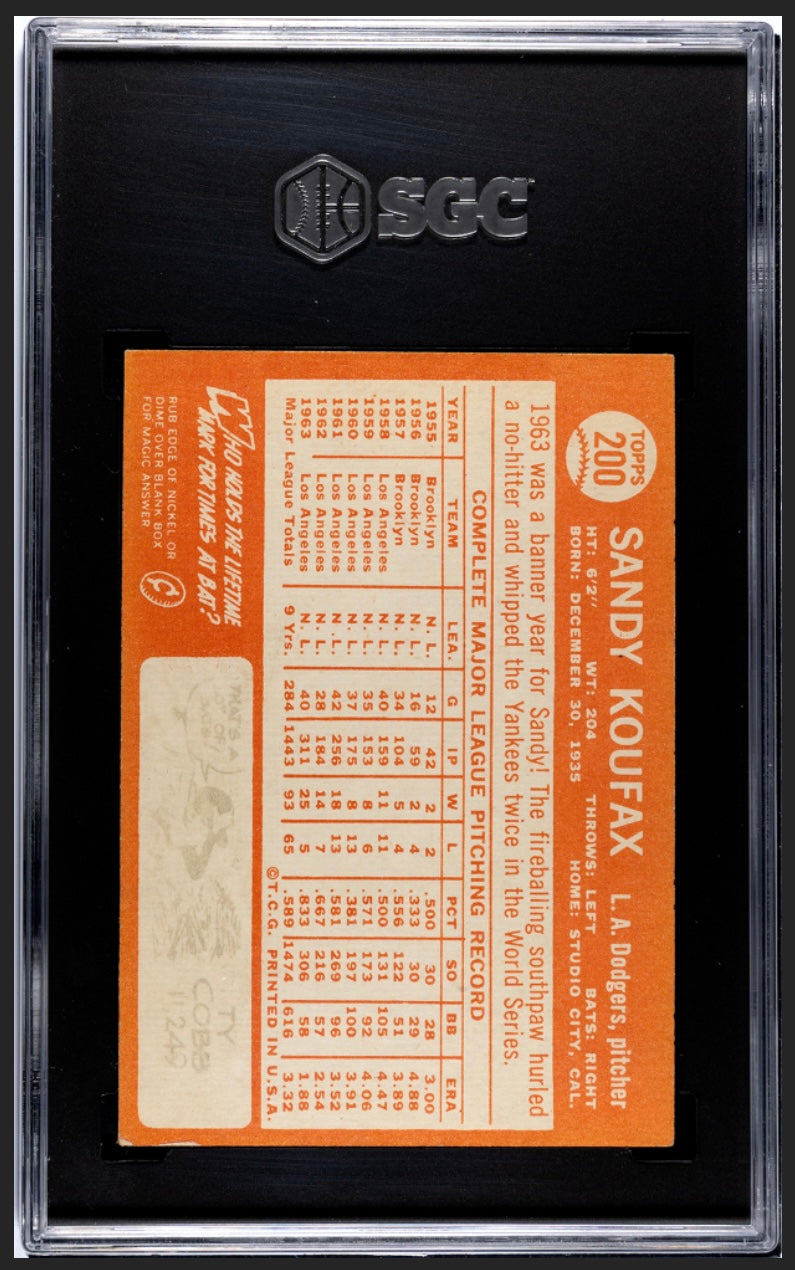 SGC
TOPPS
200
SANDY KOUFAX L. A. Dodgers, pitcher
HT: 6'2" WT: 204 THROWS: LEFT BATS: RIGHT
BORN: DECEMBER 30, 1935 HOME: STUDIO CITY, CAL.
1963 was a banner year for Sandy! The fireballing southpaw hurled
a no-hitter and whipped the Yankees twice in the World Series.
COMPLETE MAJOR LEAGUE PITCHING RECORD
YEAR TEAM LEA. G IP W L PCT SO BB ERA
1955 Brooklyn N. L. 12 42 2 2 .500 30 28 3.00
1956 Brooklyn N. L. 16 59 2 4 .333 30 29 4.88
1957 Brooklyn N. L. 34 104 5 4 .556 122 51 3.89
1958 Los Angeles N. L. 40 159 11 11 .500 131 105 4.47
1959 Los Angeles N. L. 35 153 8 6 .571 173 92 4.06
1960 Los Angeles N. L. 37 175 8 13 .381 197 100 3.91
1961 Los Angeles N. L. 42 256 18 13 .581 269 96 3.52
1962 Los Angeles N. L. 28 184 14 7 .667 216 57 2.54
1963 Los Angeles N. L. 40 311 25 5 .833 306 58 1.88
Major League Totals 9 Yrs. 284 1443 93 65 .589 1474 616 3.32
©T.C.G. PRINTED IN U.S.A.
WHO HOLDS THE LIFETIME
MARK FOR TIMES AT BAT?
RUB EDGE OF NICKEL OR
DIME OVER BLANK BOX
FOR MAGIC ANSWER
THAT'S A
TY
COBB